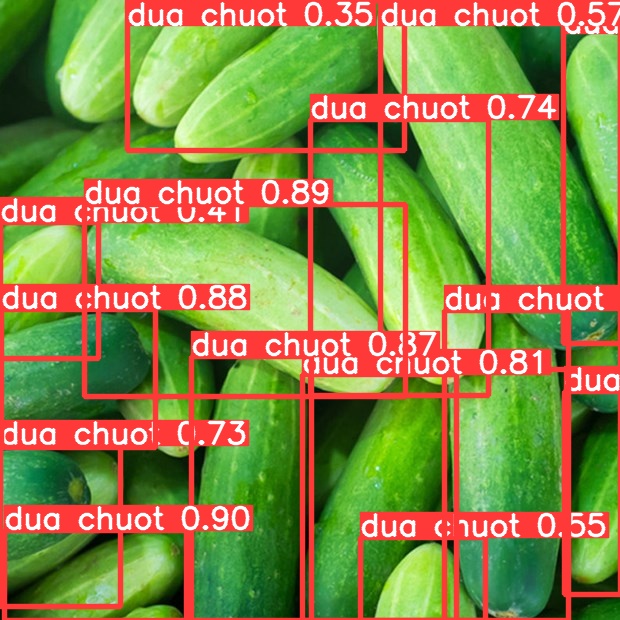 dua chuot 0.35
dua chuot 0.57
dua chuot 0.74
dua chuot 0.89
dua chuot 0.41
dua chuot 0.88
dua chuot
dua chuot 0.87
dua chuot 0.81
dua
dua chuot 0.73
dua chuot 0.90
dua chuot 0.55